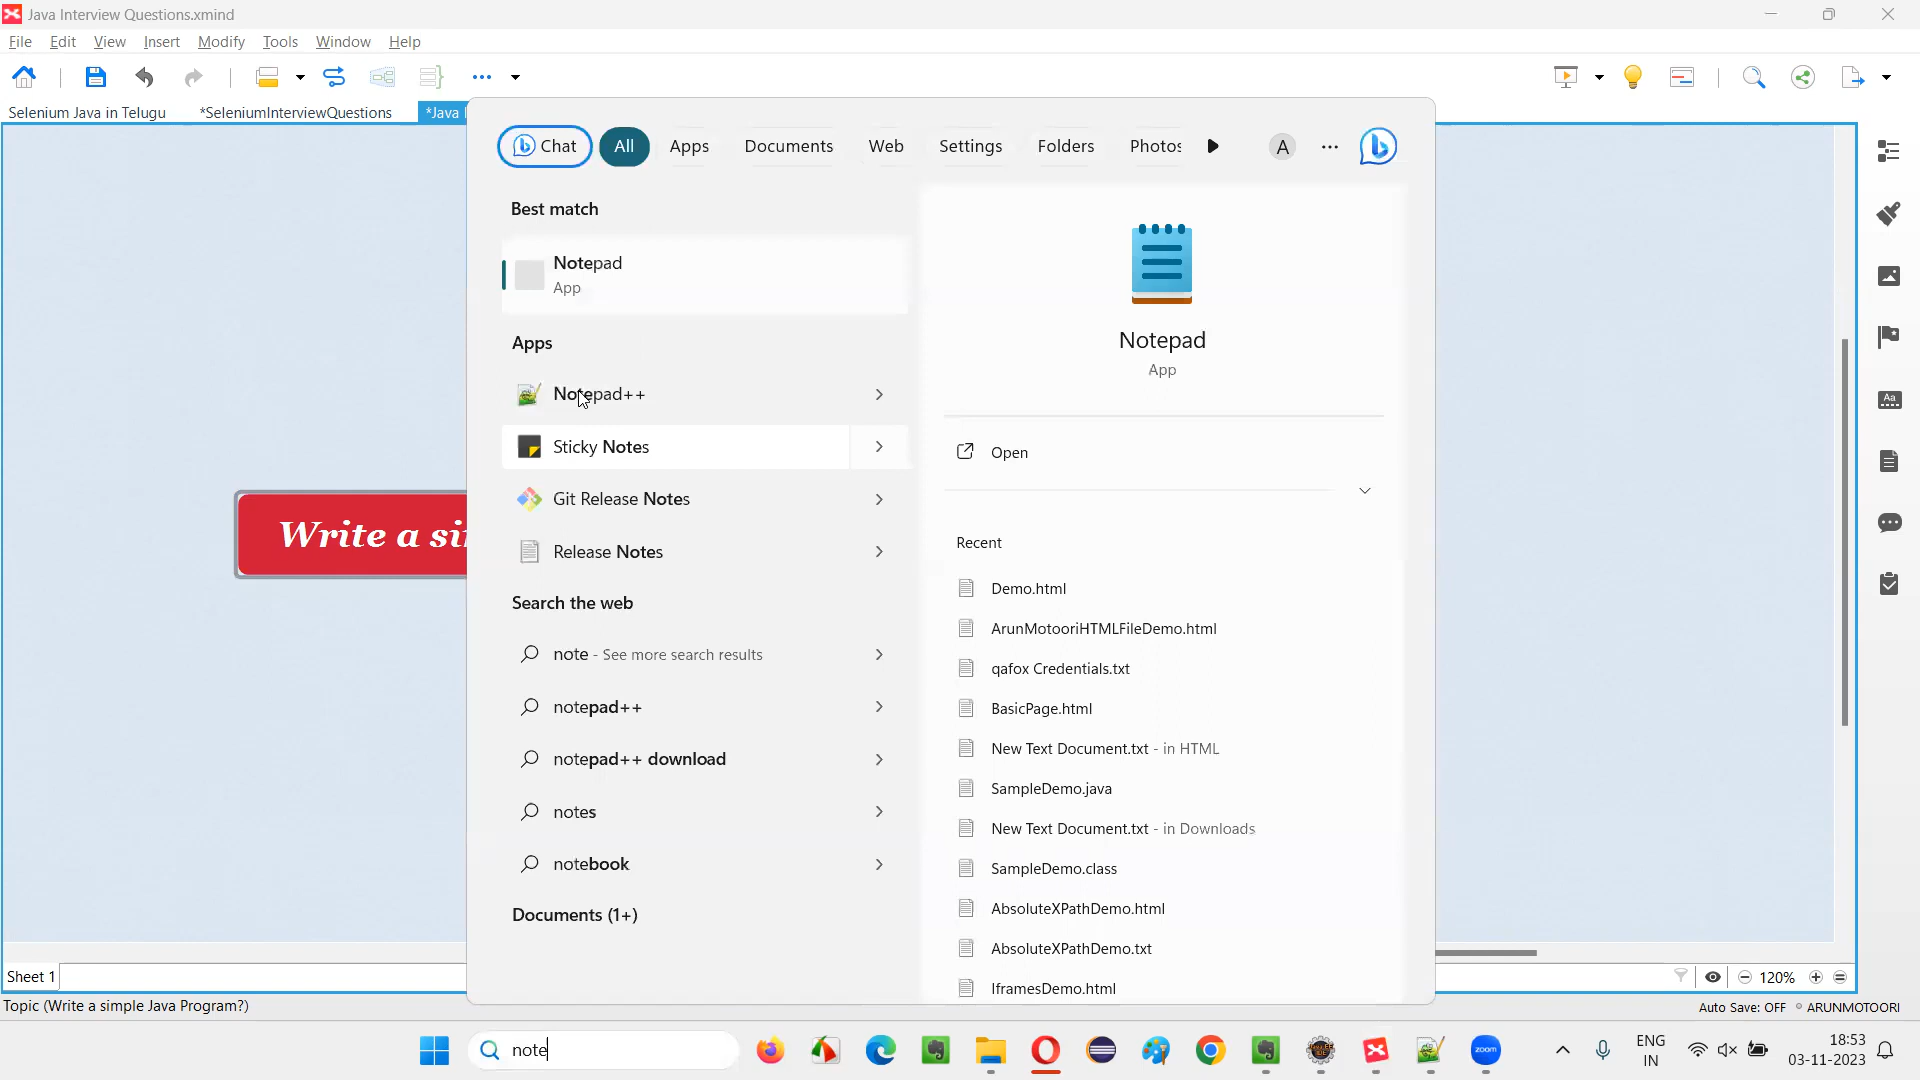 Java Interview Questions.xmind
File Edit View Insert Modify Tools Help
Selenium Java in Telugu *SeleniumInterviewQuestions *Java
Chat All Apps Documents Web Settings Folders Photos A
Best match
Notepad
App
Apps
Notepad++
Sticky Notes
Git Release Notes
Release Notes
Search the web
note - See more search results
notepad++
notepad++ download
notes
notebook
Documents (1+)
Notepad
App
Open
Recent
Demo.html
ArunMotooriHTMLFileDemo.html
qafox Credentials.txt
BasicPage.html
New Text Document.txt - in HTML
SampleDemo.java
New Text Document.txt - in Downloads
SampleDemo.class
AbsoluteXPathDemo.html
AbsoluteXPathDemo.txt
IframesDemo.html
Write a si
Aa
Sheet 1
120%
Topic (Write a simple Java Program?)
Auto Save: OFF ARUNMOTOORI
note
zoom
ENG
IN
18:53
03-11-2023